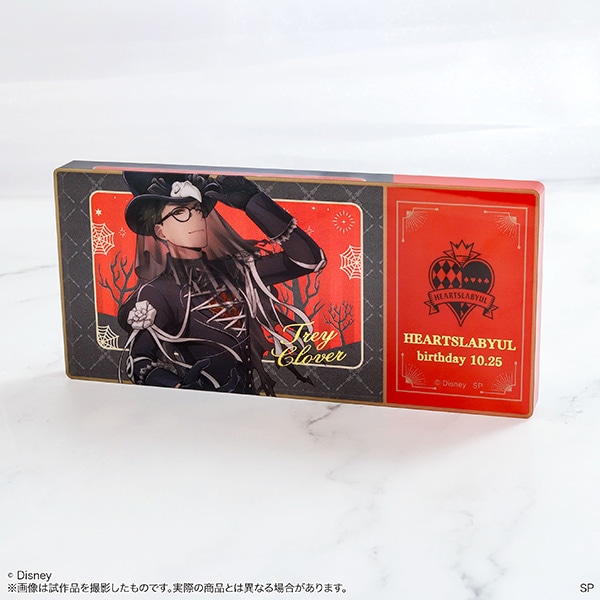 Trey
Clover
HEARTSLABYUL
HEARTSLABYUL
birthday 10.25
© Disney SP
© Disney
※画像は試作品を撮影したものです。実際の商品とは異なる場合があります。
SP